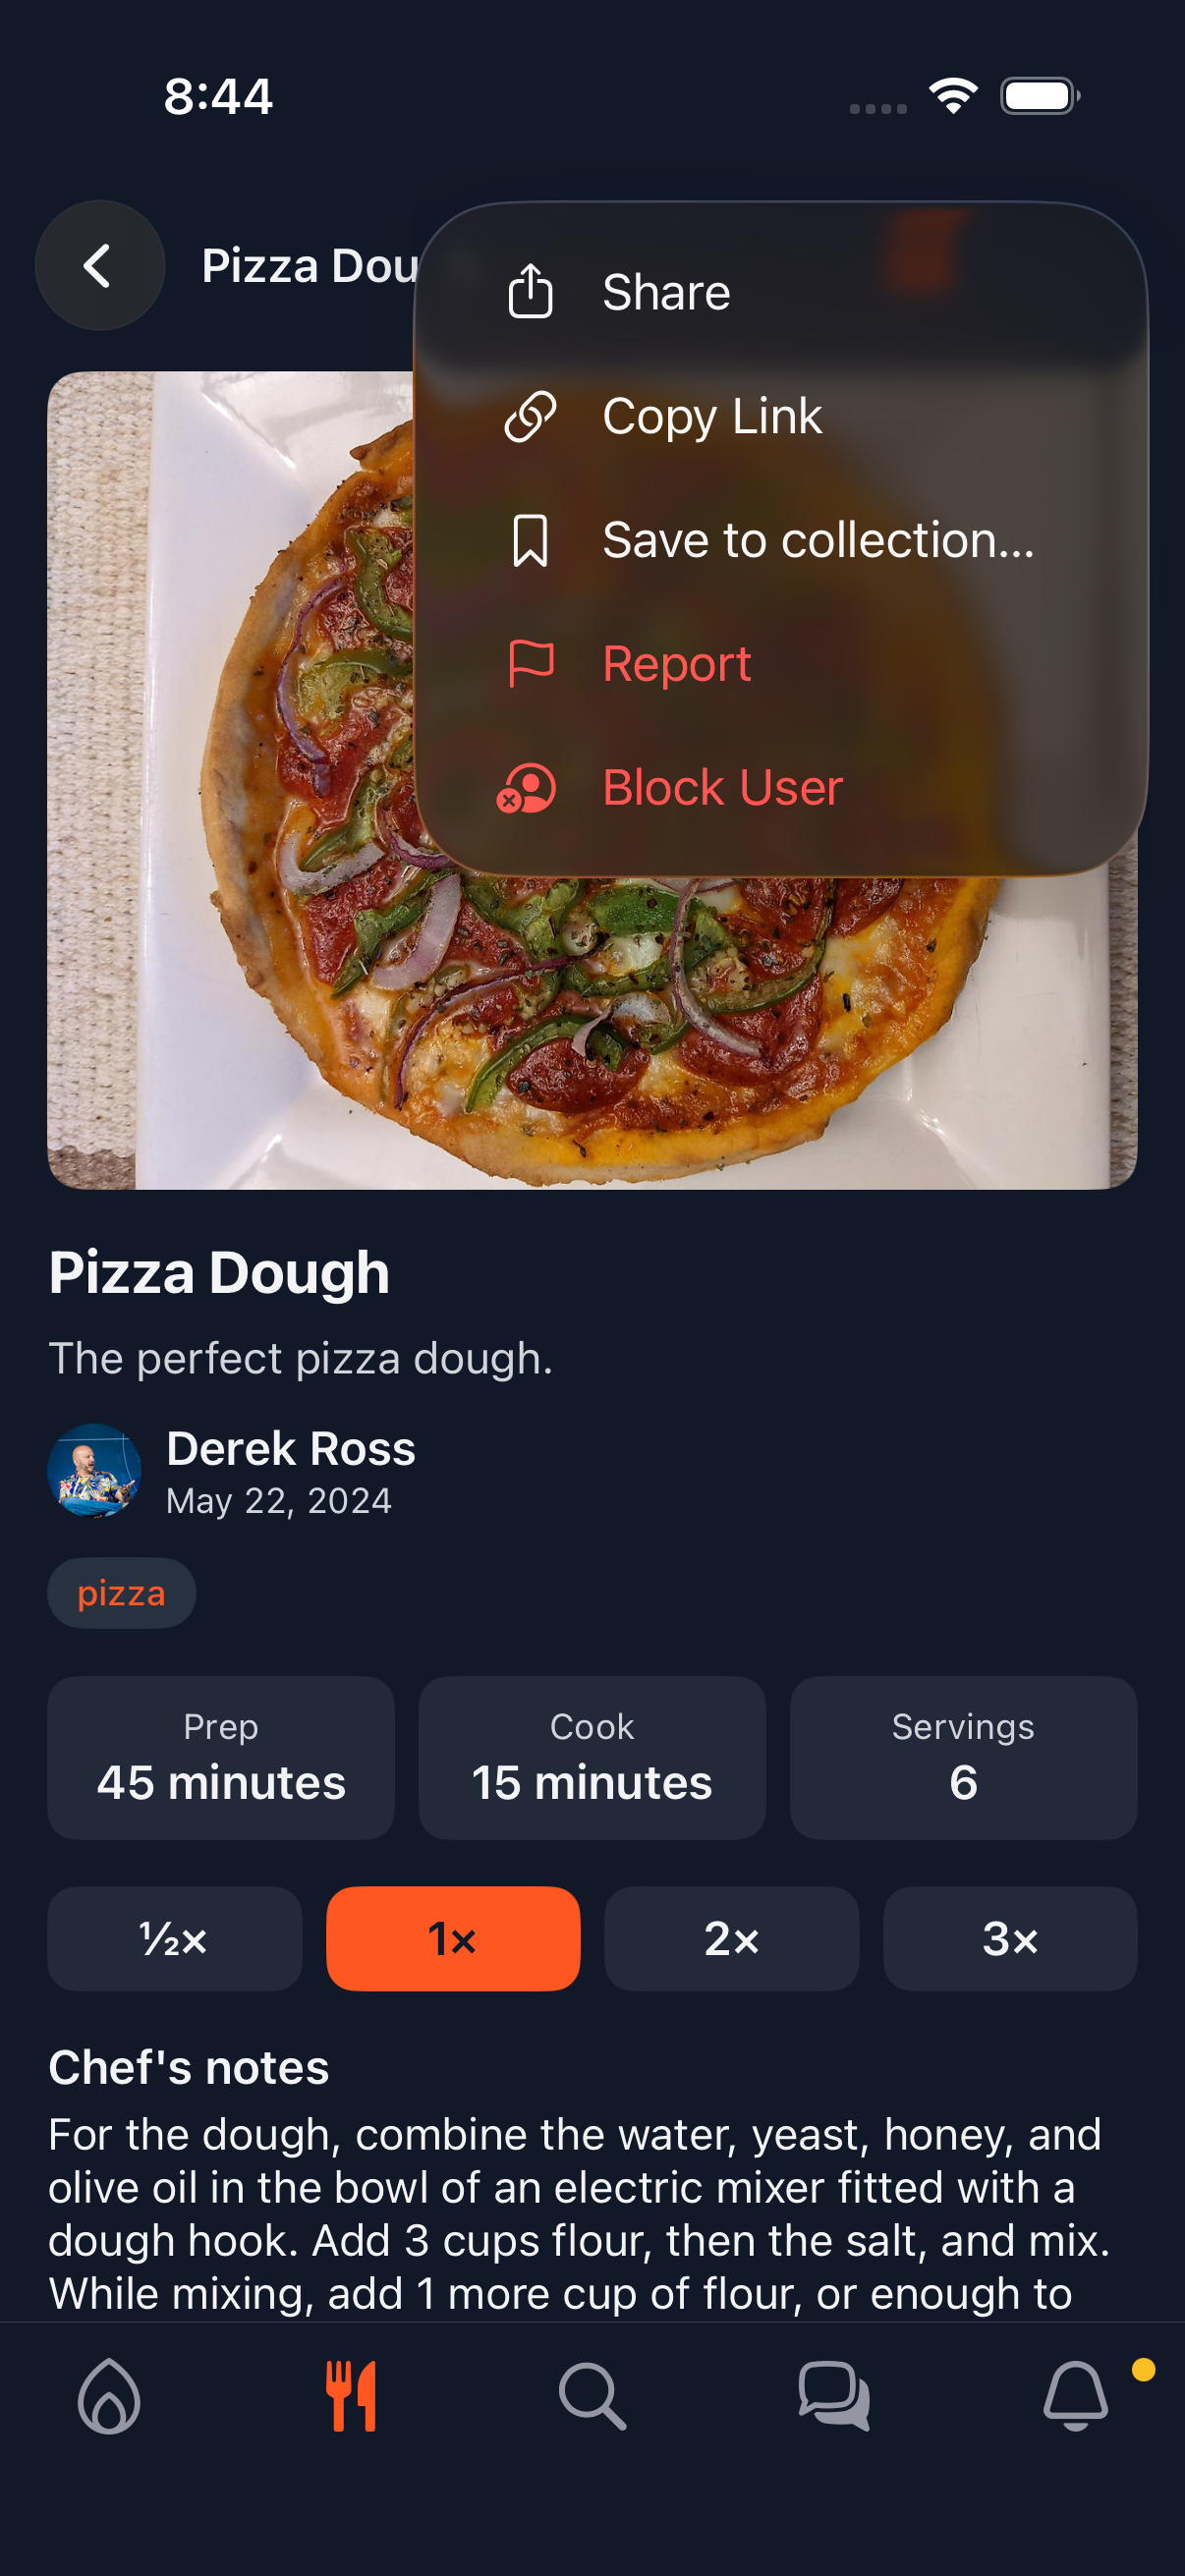 8:44
Pizza Dou
Share
Copy Link
Save to collection...
Report
Block User
Pizza Dough
The perfect pizza dough.
Derek Ross
May 22, 2024
pizza
Prep
45 minutes
Cook
15 minutes
Servings
6
½×
1×
2×
3×
Chef's notes
For the dough, combine the water, yeast, honey, and
olive oil in the bowl of an electric mixer fitted with a
dough hook. Add 3 cups flour, then the salt, and mix.
While mixing, add 1 more cup of flour, or enough to